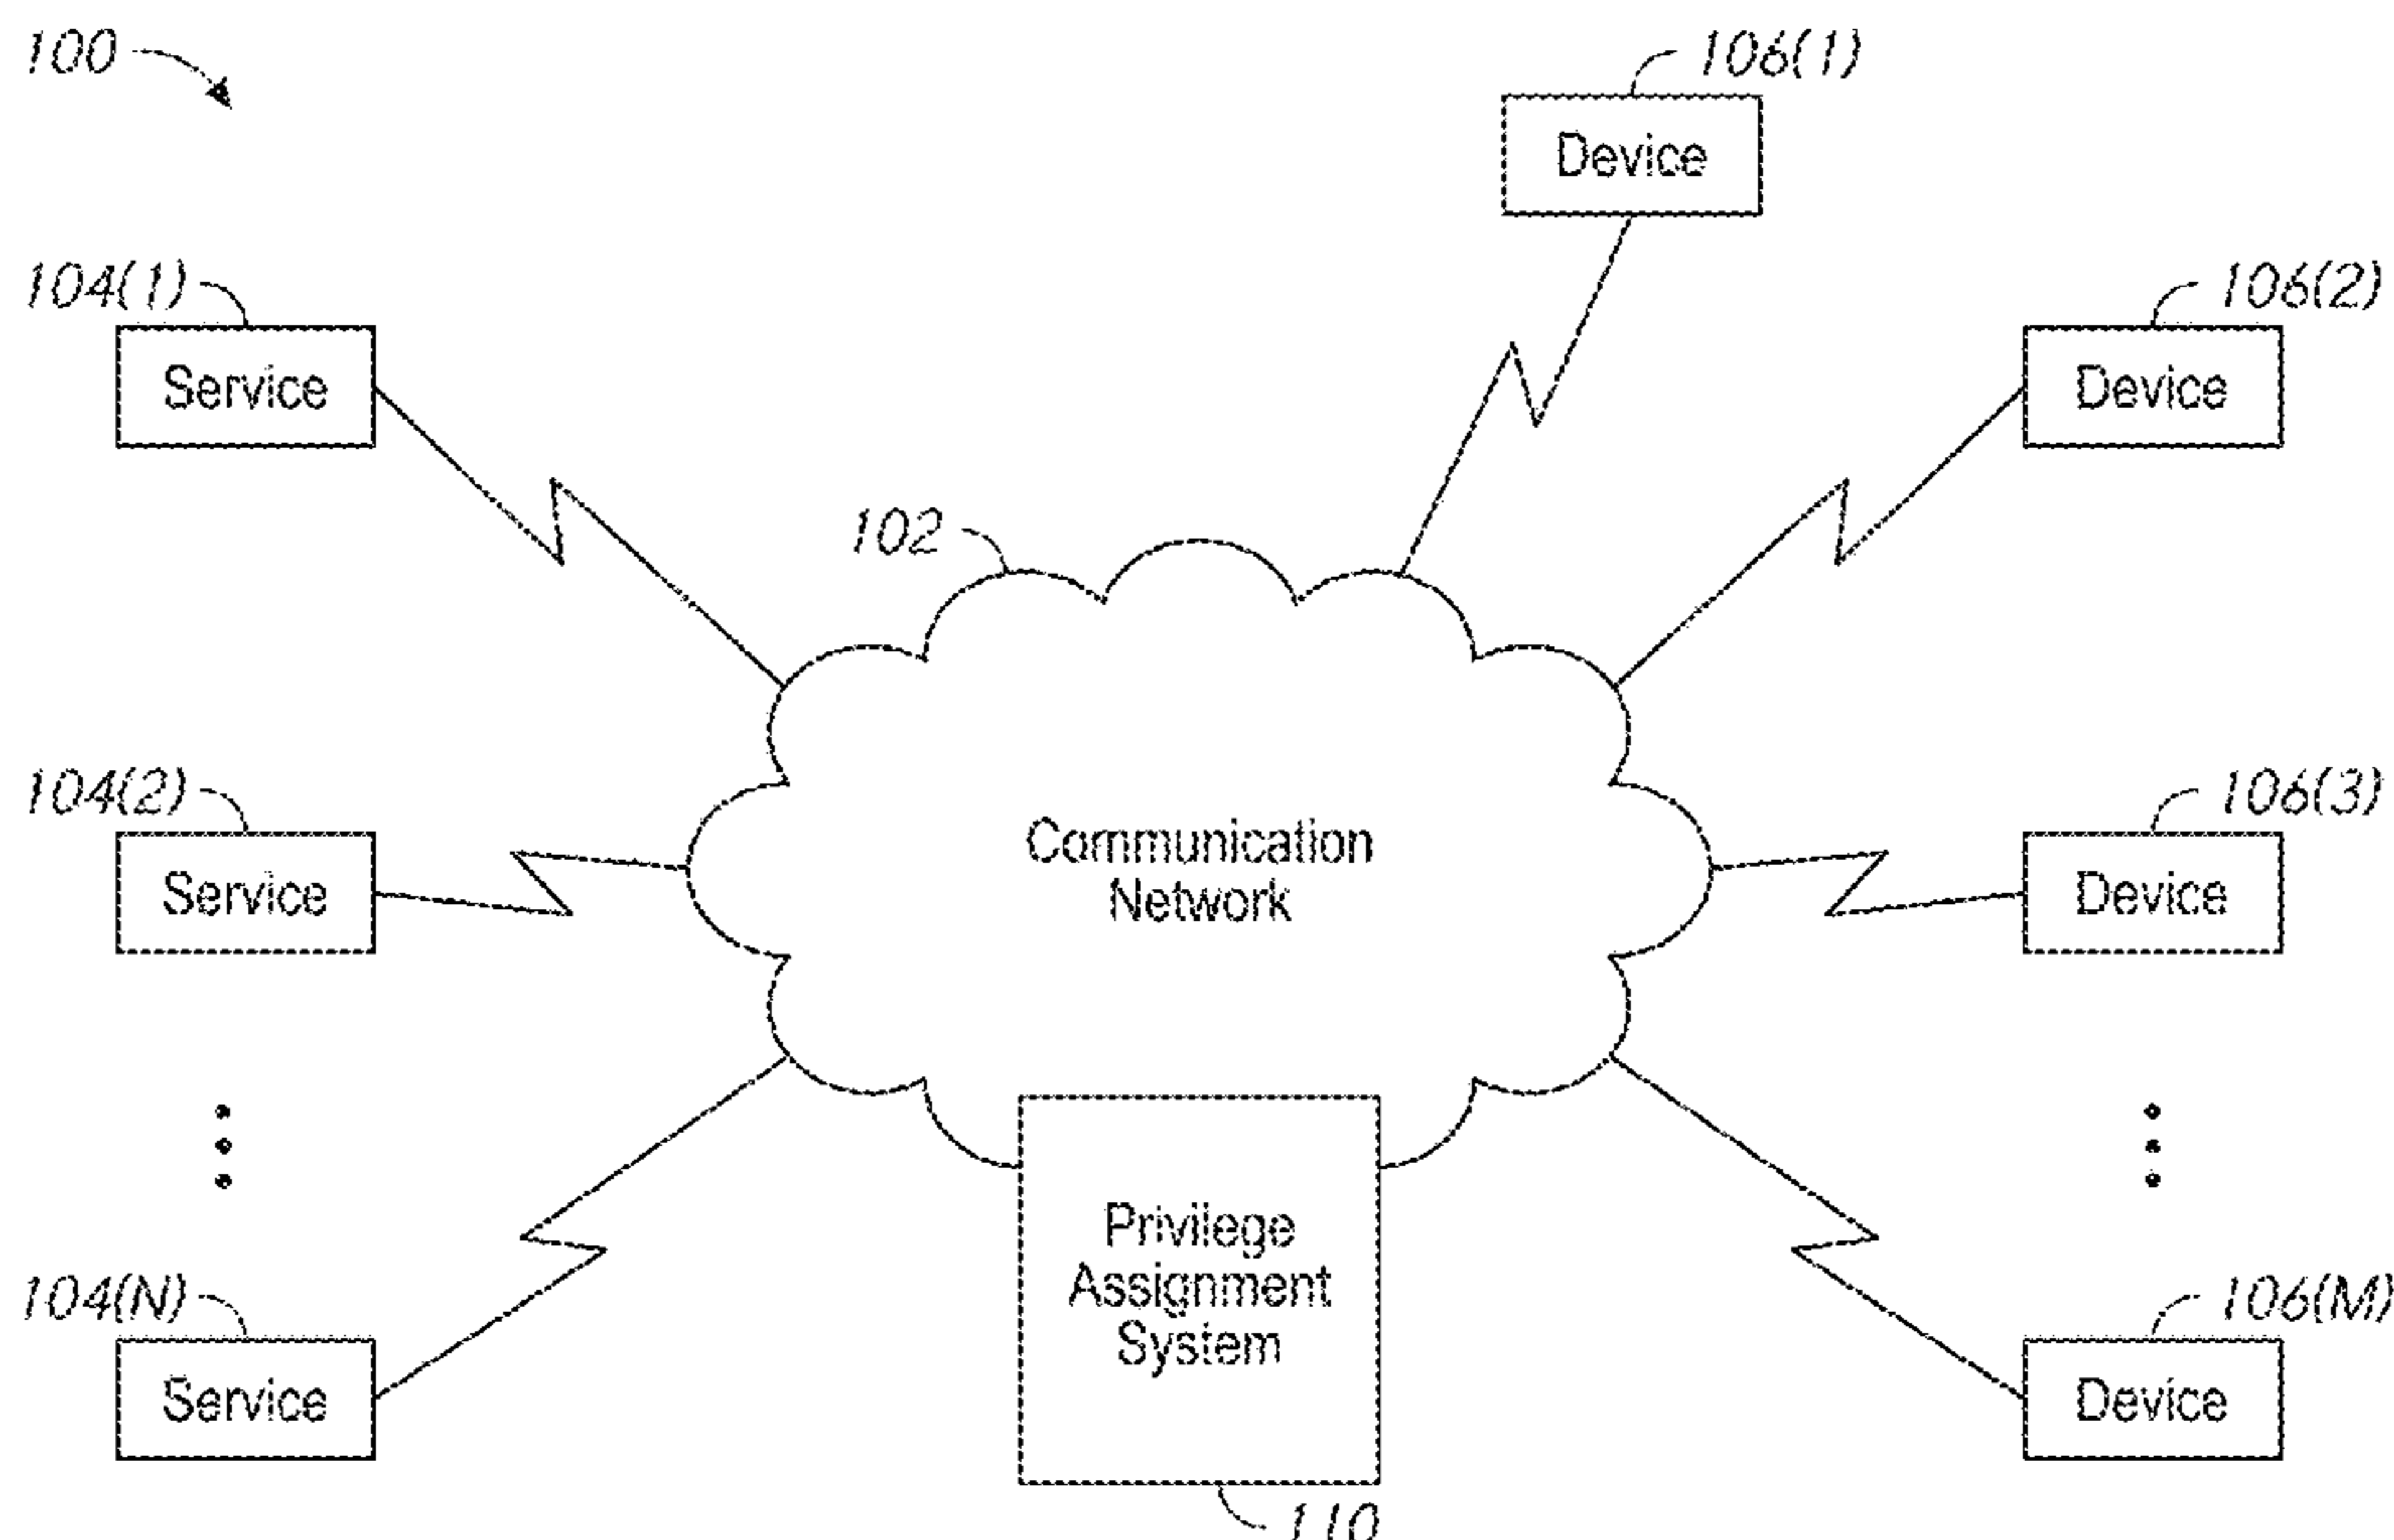 100
106(1)
Device
104(1)
106(2)
Service
Device
102
104(2)
106(3)
Communication
Network
Service
Device
Privilege
Assignment
System
104(N)
106(M)
Service
Device
110